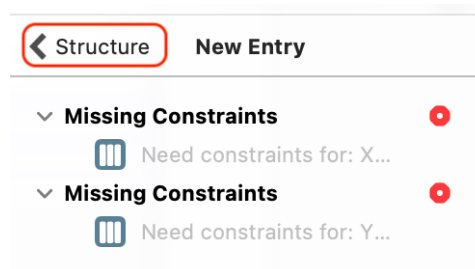 Structure New Entry
Missing Constraints
Need constraints for: X...
Missing Constraints
Need constraints for: Y...